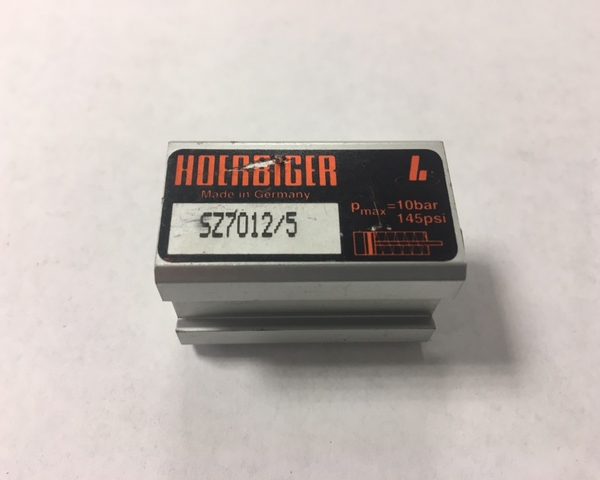 HOERBIGER
Made in Germany
SZ7012/5
pmax=10bar
145psi